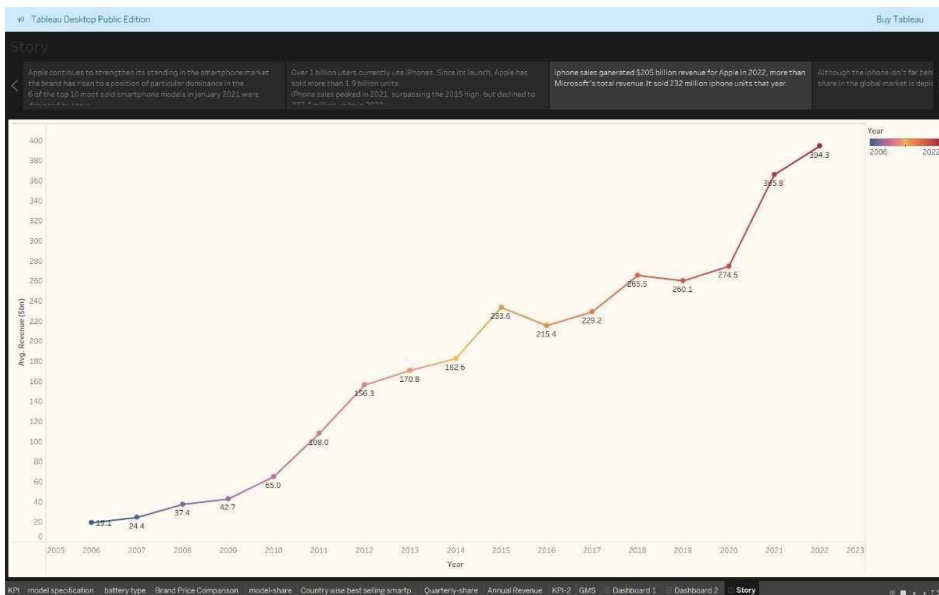 Tableau Desktop Public Edition
Buy Tableau
Story
Apple continues to strengthen its standing in the smartphone market.
the brand has risen to a position of particular dominance in the
6 of the top 10 most sold smartphone models in january 2021 were
Over 1 billion users currently use iPhones. Since its launch, Apple has
sold more than 1.9 billion units.
iPhone sales peaked in 2021, surpassing the 2015 high, but declined to
iphone sales ganerated $205 billion revenue for Apple in 2022, more than
Microsoft's total revenue. It sold 232 million iphone units that year.
Although the iphone isn't far beh
share in the global market is depic
Year
2006 2022
Avg. Revenue ($bn)
400
380
360
340
320
300
280
260
240
220
200
180
160
140
120
100
80
60
40
20
0
19.1
24.4
37.4
42.7
65.0
108.0
156.3
170.8
182.6
233.6
215.4
229.2
265.5
260.1
274.5
365.8
394.3
2005 2006 2007 2008 2009 2010 2011 2012 2013 2014 2015 2016 2017 2018 2019 2020 2021 2022 2023
Year
KPI model specification battery type Brand Price Comparison model-share Country wise best selling smartp... Quarterly-share Annual Revenue KPI-2 GMS Dashboard 1 Dashboard 2 Story